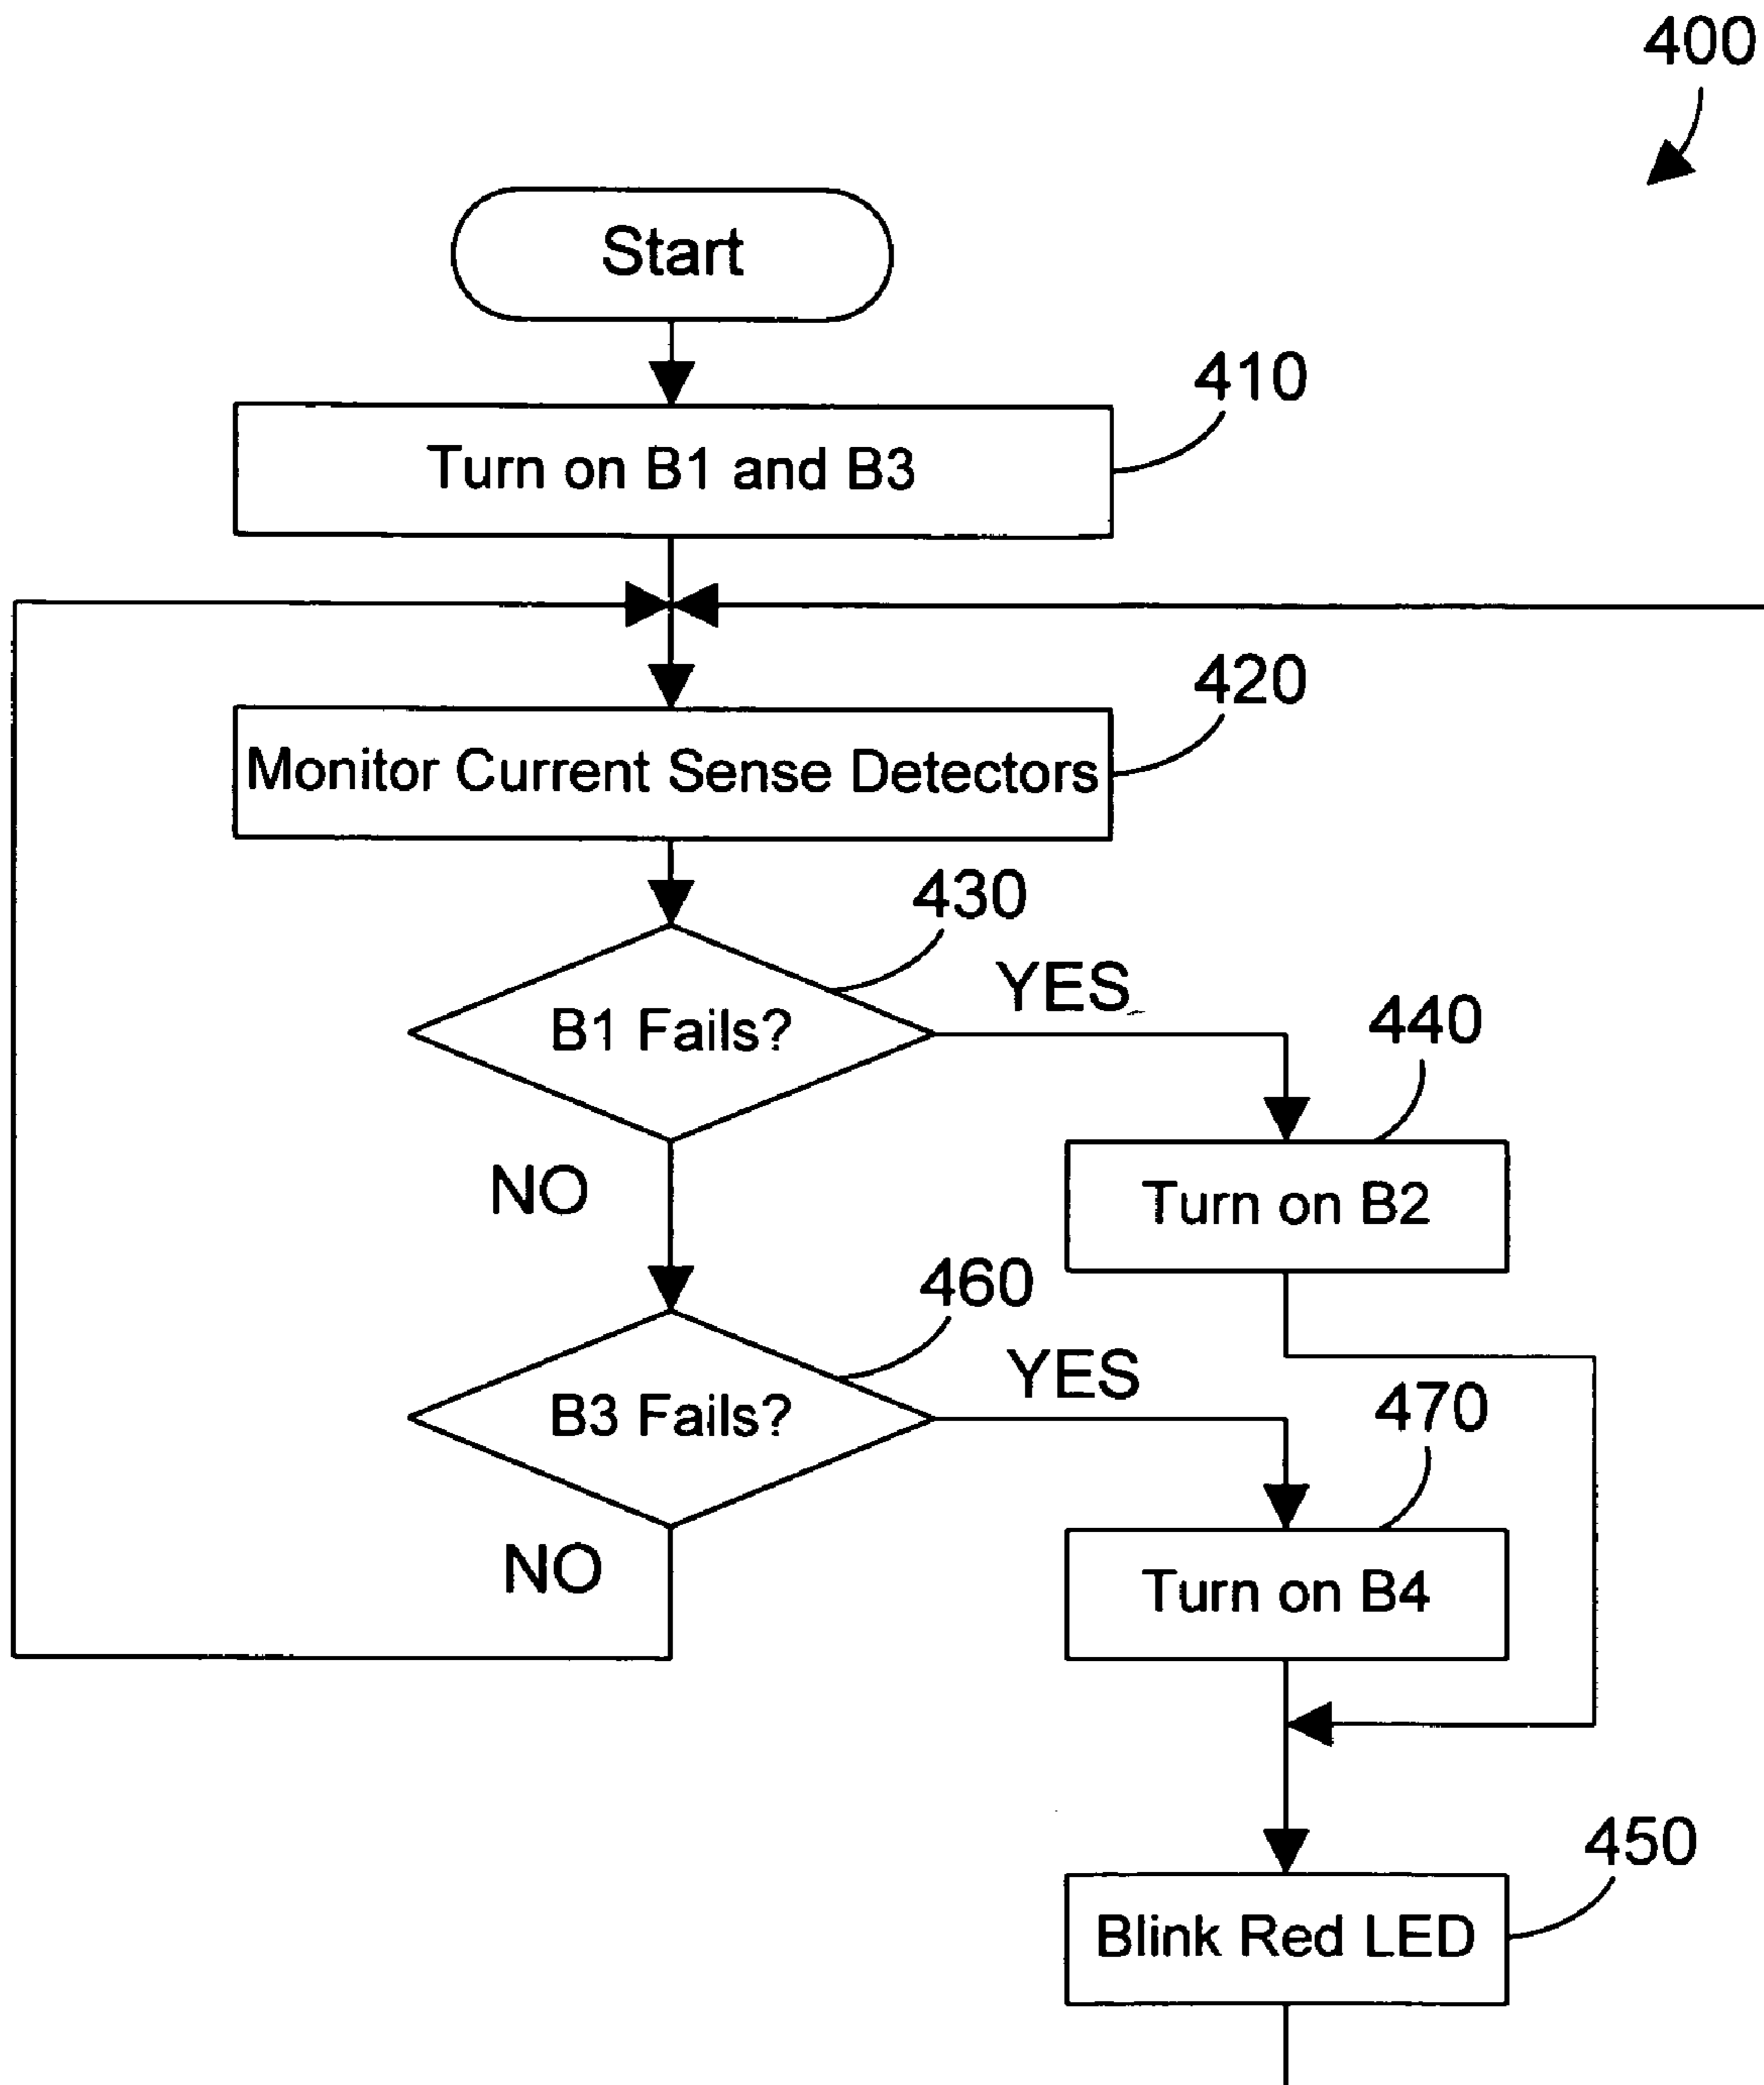 400
Start
410
Turn on B1 and B3
420
Monitor Current Sense Detectors
430
B1 Fails?
YES
440
Turn on B2
NO
460
B3 Fails?
YES
470
Turn on B4
NO
450
Blink Red LED